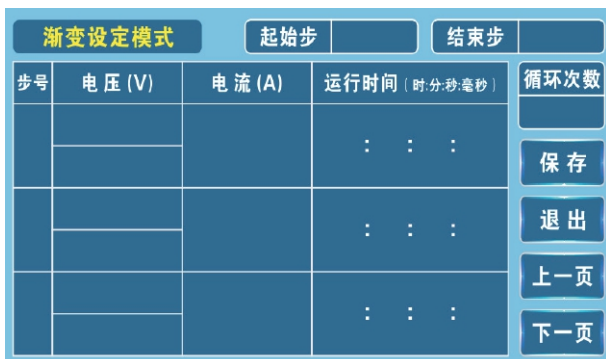 渐变设定模式 起始步 结束步
步号 电压(V) 电流(A) 运行时间(时:分:秒:毫秒) 循环次数
: : :
保存
: : :
退出
上一页
: : :
下一页